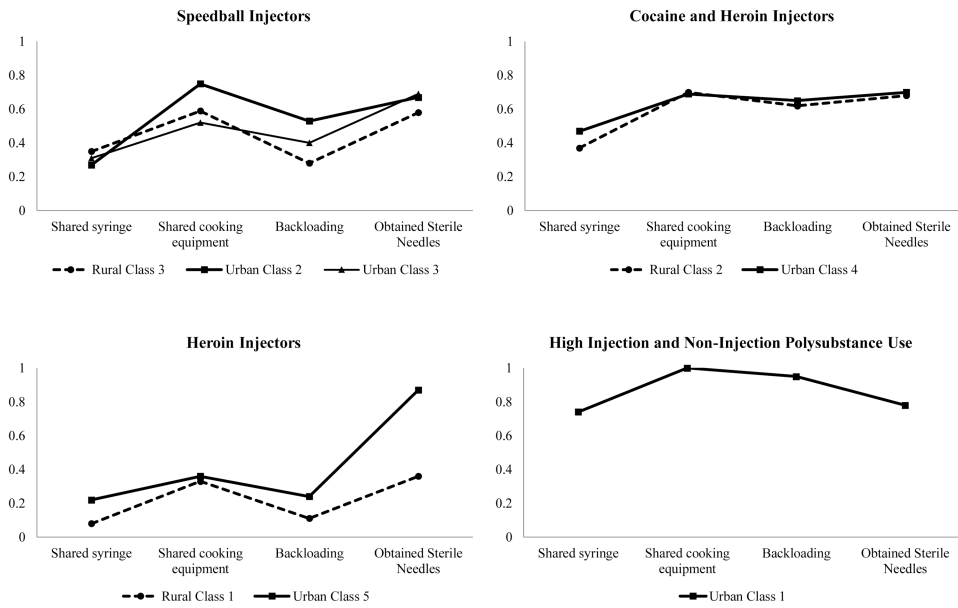 Speedball Injectors
1
0.8
0.6
0.4
0.2
0
Shared syringe
Shared cooking
equipment
Backloading
Obtained Sterile
Needles
Rural Class 3
Urban Class 2
Urban Class 3
Cocaine and Heroin Injectors
1
0.8
0.6
0.4
0.2
0
Shared syringe
Shared cooking
equipment
Backloading
Obtained Sterile
Needles
Rural Class 2
Urban Class 4
Heroin Injectors
1
0.8
0.6
0.4
0.2
0
Shared syringe
Shared cooking
equipment
Backloading
Obtained Sterile
Needles
Rural Class 1
Urban Class 5
High Injection and Non-Injection Polysubstance Use
1
0.8
0.6
0.4
0.2
0
Shared syringe
Shared cooking
equipment
Backloading
Obtained Sterile
Needles
Urban Class 1